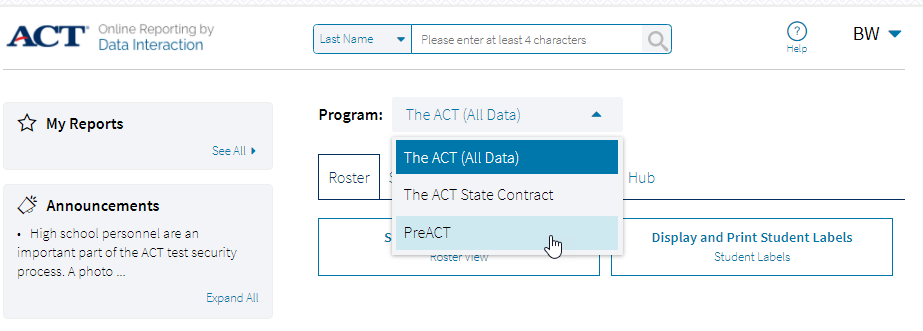 ACT
Online Reporting by
Data Interaction
Last Name
Please enter at least 4 characters
?
Help
BW
My Reports
See All
Announcements
• High school personnel are an
important part of the ACT test security
process. A photo ...
Expand All
Program:
The ACT (All Data)
The ACT (All Data)
The ACT State Contract
PreACT
Roster
S
Hub
S
Roster View
Display and Print Student Labels
Student Labels